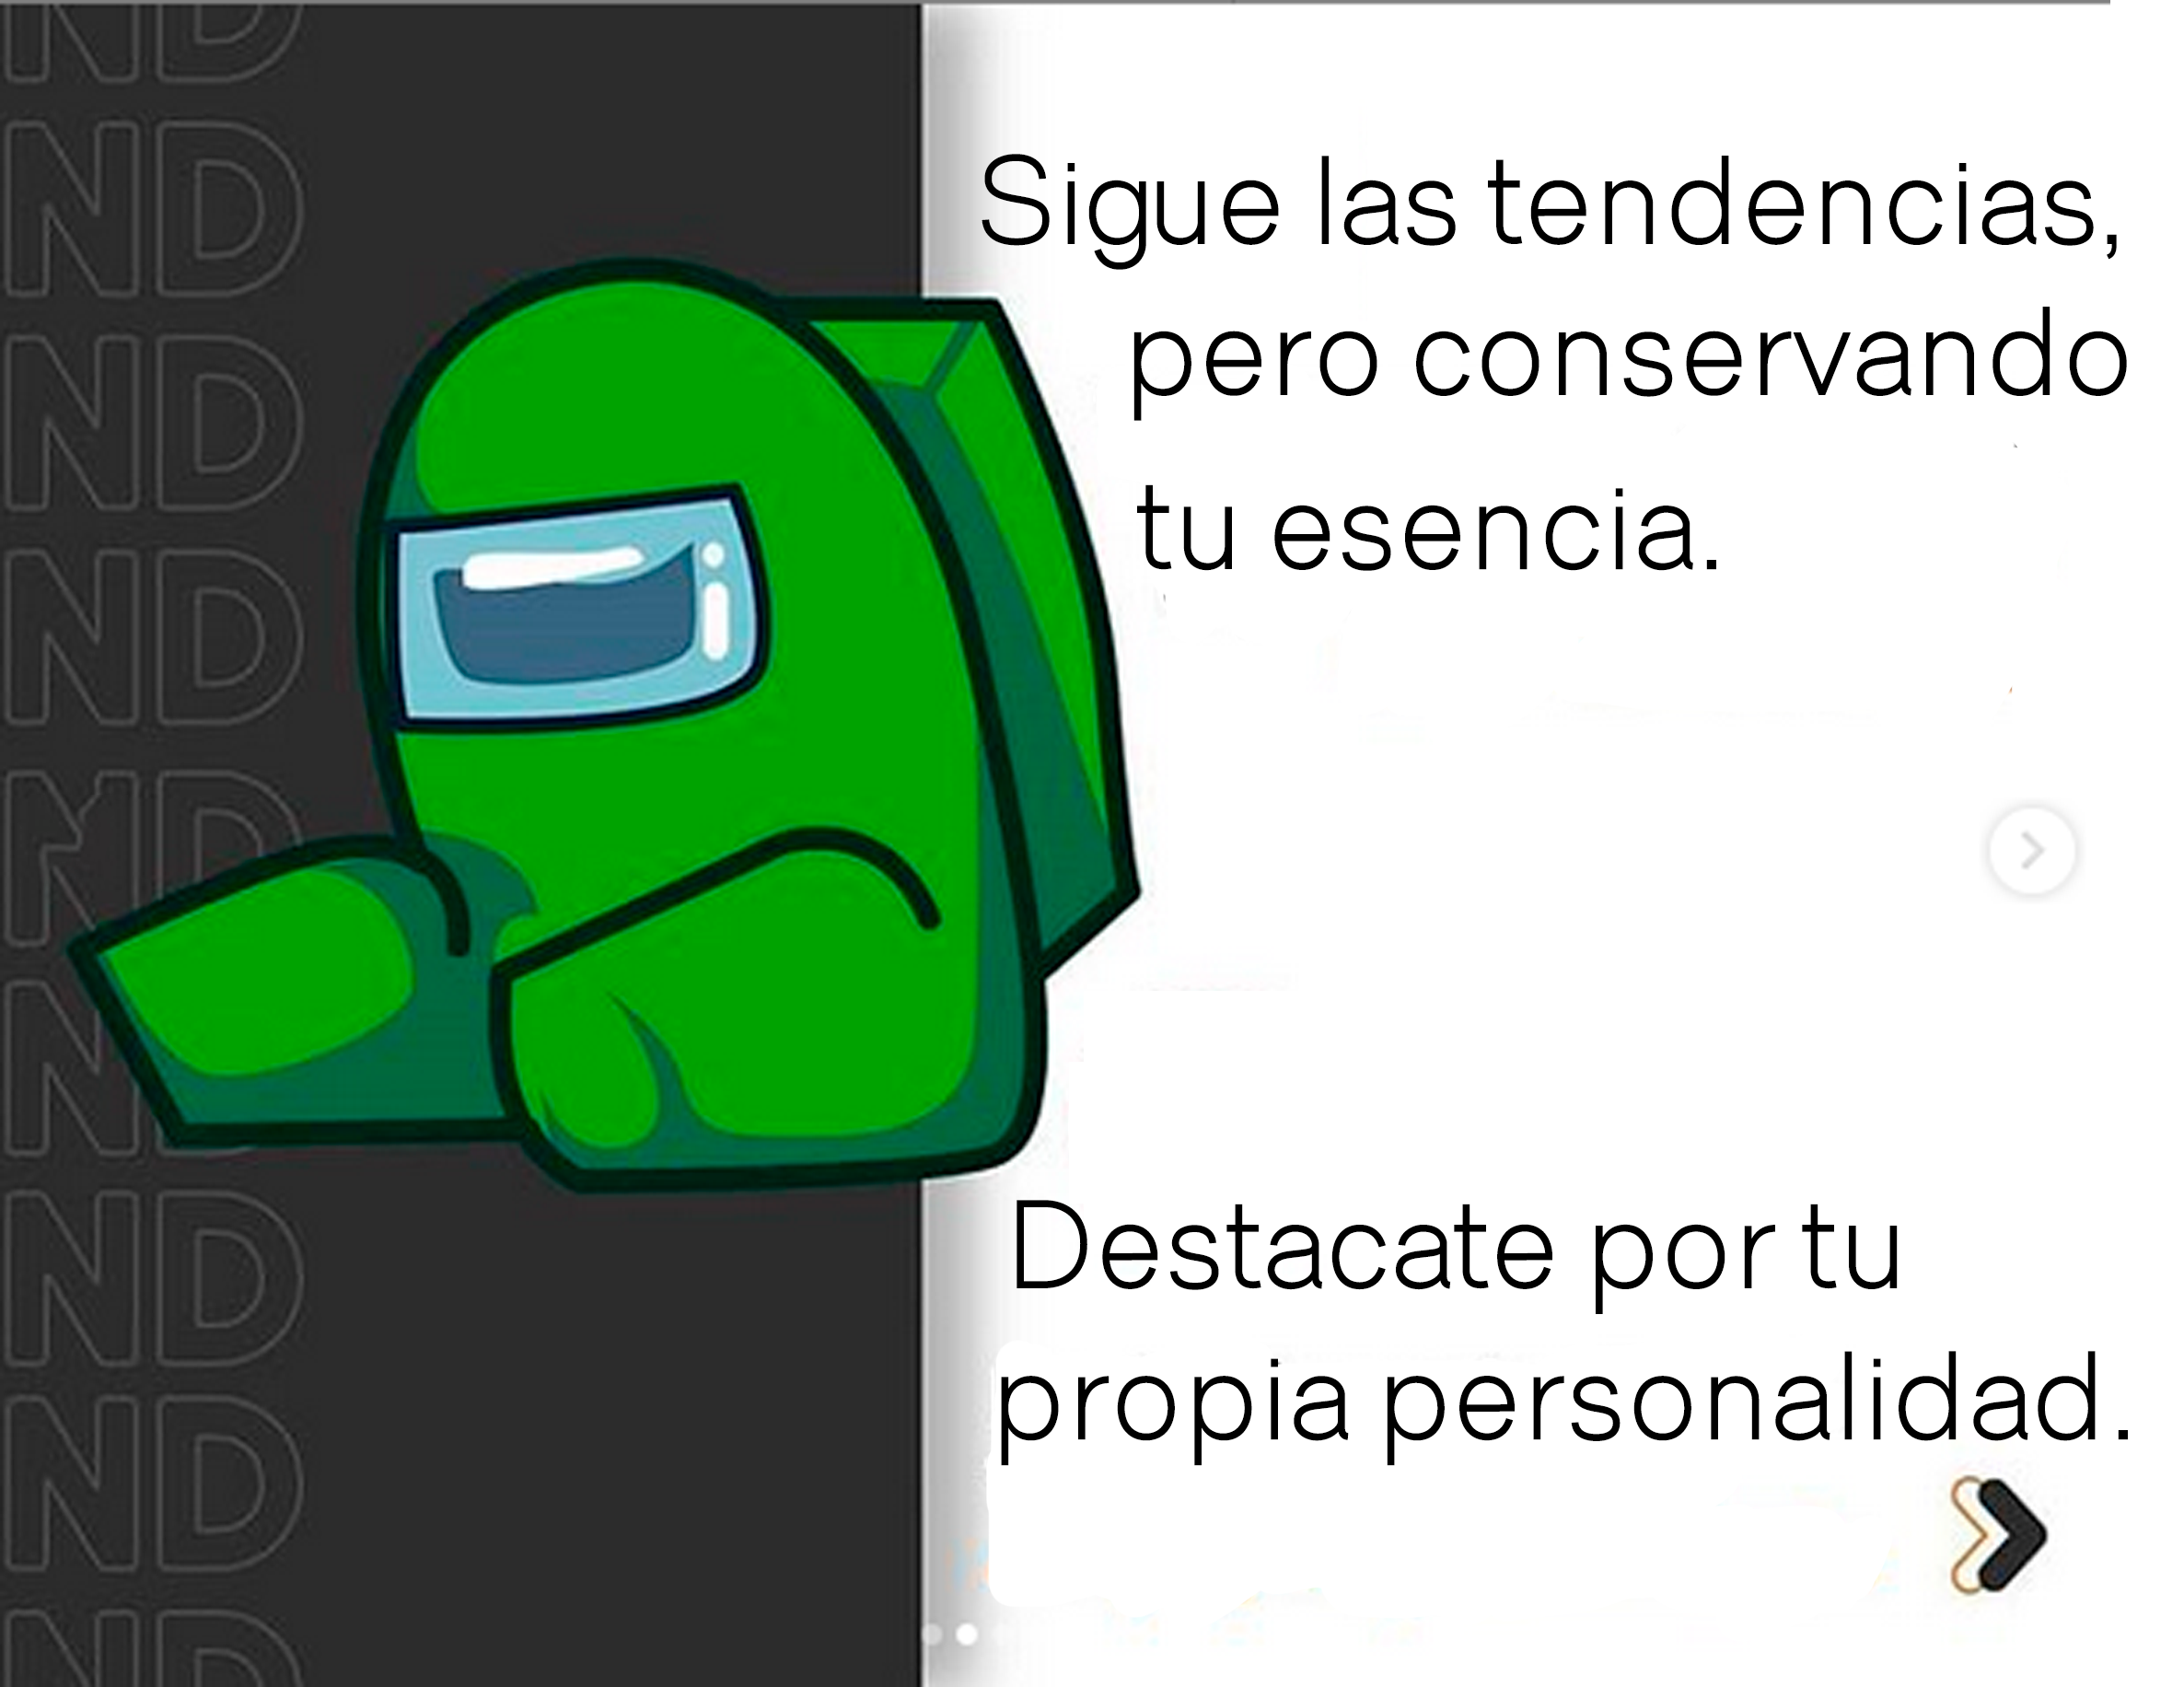 ND
ND
ND
ND
ND
ND
ND
ND
ND
Sigue las tendencias,
pero conservando
tu esencia.
Destacate por tu
propia personalidad.